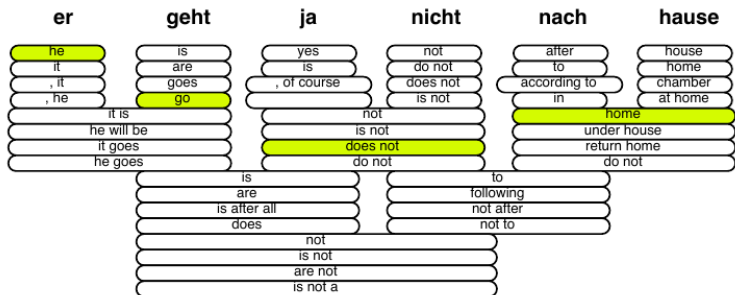 er geht ja nicht nach hause
he is yes not after house
it are is do not to home
, it goes , of course does not according to chamber
, he go , is not in at home
it is not home
he will be is not under house
it goes does not return home
he goes do not do not
is to
are following
is after all not after
does not to
not
is not
are not
is not a